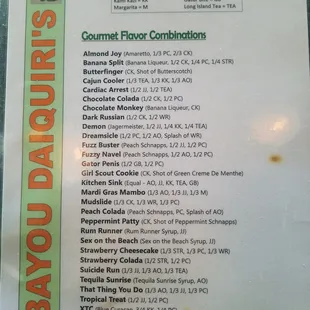 Kami Kazi = KK
Margarita = M
Long Island Tea = TEA
BAYOU DAIQUIRI'S
Gourmet Flavor Combinations
Almond Joy (Amaretto, 1/3 PC, 2/3 CK)
Banana Split (Banana Liqueur, 1/2 CK, 1/4 PC, 1/4 STR)
Butterfinger (CK, Shot of Butterscotch)
Cajun Cooler (1/3 TEA, 1/3 KK, 1/3 AO)
Cardiac Arrest (1/2 JJ, 1/2 TEA)
Chocolate Colada (1/2 CK, 1/2 PC)
Chocolate Monkey (Banana Liqueur, CK)
Dark Russian (1/2 CK, 1/2 WR)
Demon (Jagermeister, 1/2 JJ, 1/4 KK, 1/4 TEA)
Dreamsicle (1/2 PC, 1/2 AO, Splash of WR)
Fuzz Buster (Peach Schnapps, 1/2 JJ, 1/2 PC)
Fuzzy Navel (Peach Schnapps, 1/2 AO, 1/2 PC)
Gator Penis (1/2 GB, 1/2 PC)
Girl Scout Cookie (CK, Shot of Green Creme De Menthe)
Kitchen Sink (Equal - AO, JJ, KK, TEA, GB)
Mardi Gras Mambo (1/3 AO, 1/3 JJ, 1/3 M)
Mudslide (1/3 CK, 1/3 WR, 1/3 PC)
Peach Colada (Peach Schnapps, PC, Splash of AO)
Peppermint Patty (CK, Shot of Peppermint Schnapps)
Rum Runner (Rum Runner Syrup, JJ)
Sex on the Beach (Sex on the Beach Syrup, JJ)
Strawberry Cheesecake (1/3 STR, 1/3 PC, 1/3 WR)
Strawberry Colada (1/2 STR, 1/2 PC)
Suicide Run (1/3 JJ, 1/3 AO, 1/3 TEA)
Tequila Sunrise (Tequila Sunrise Syrup, AO)
That Thing You Do (1/3 AO, 1/3 JJ, 1/3 PC)
Tropical Treat (1/2 JJ, 1/2 PC)
XTC